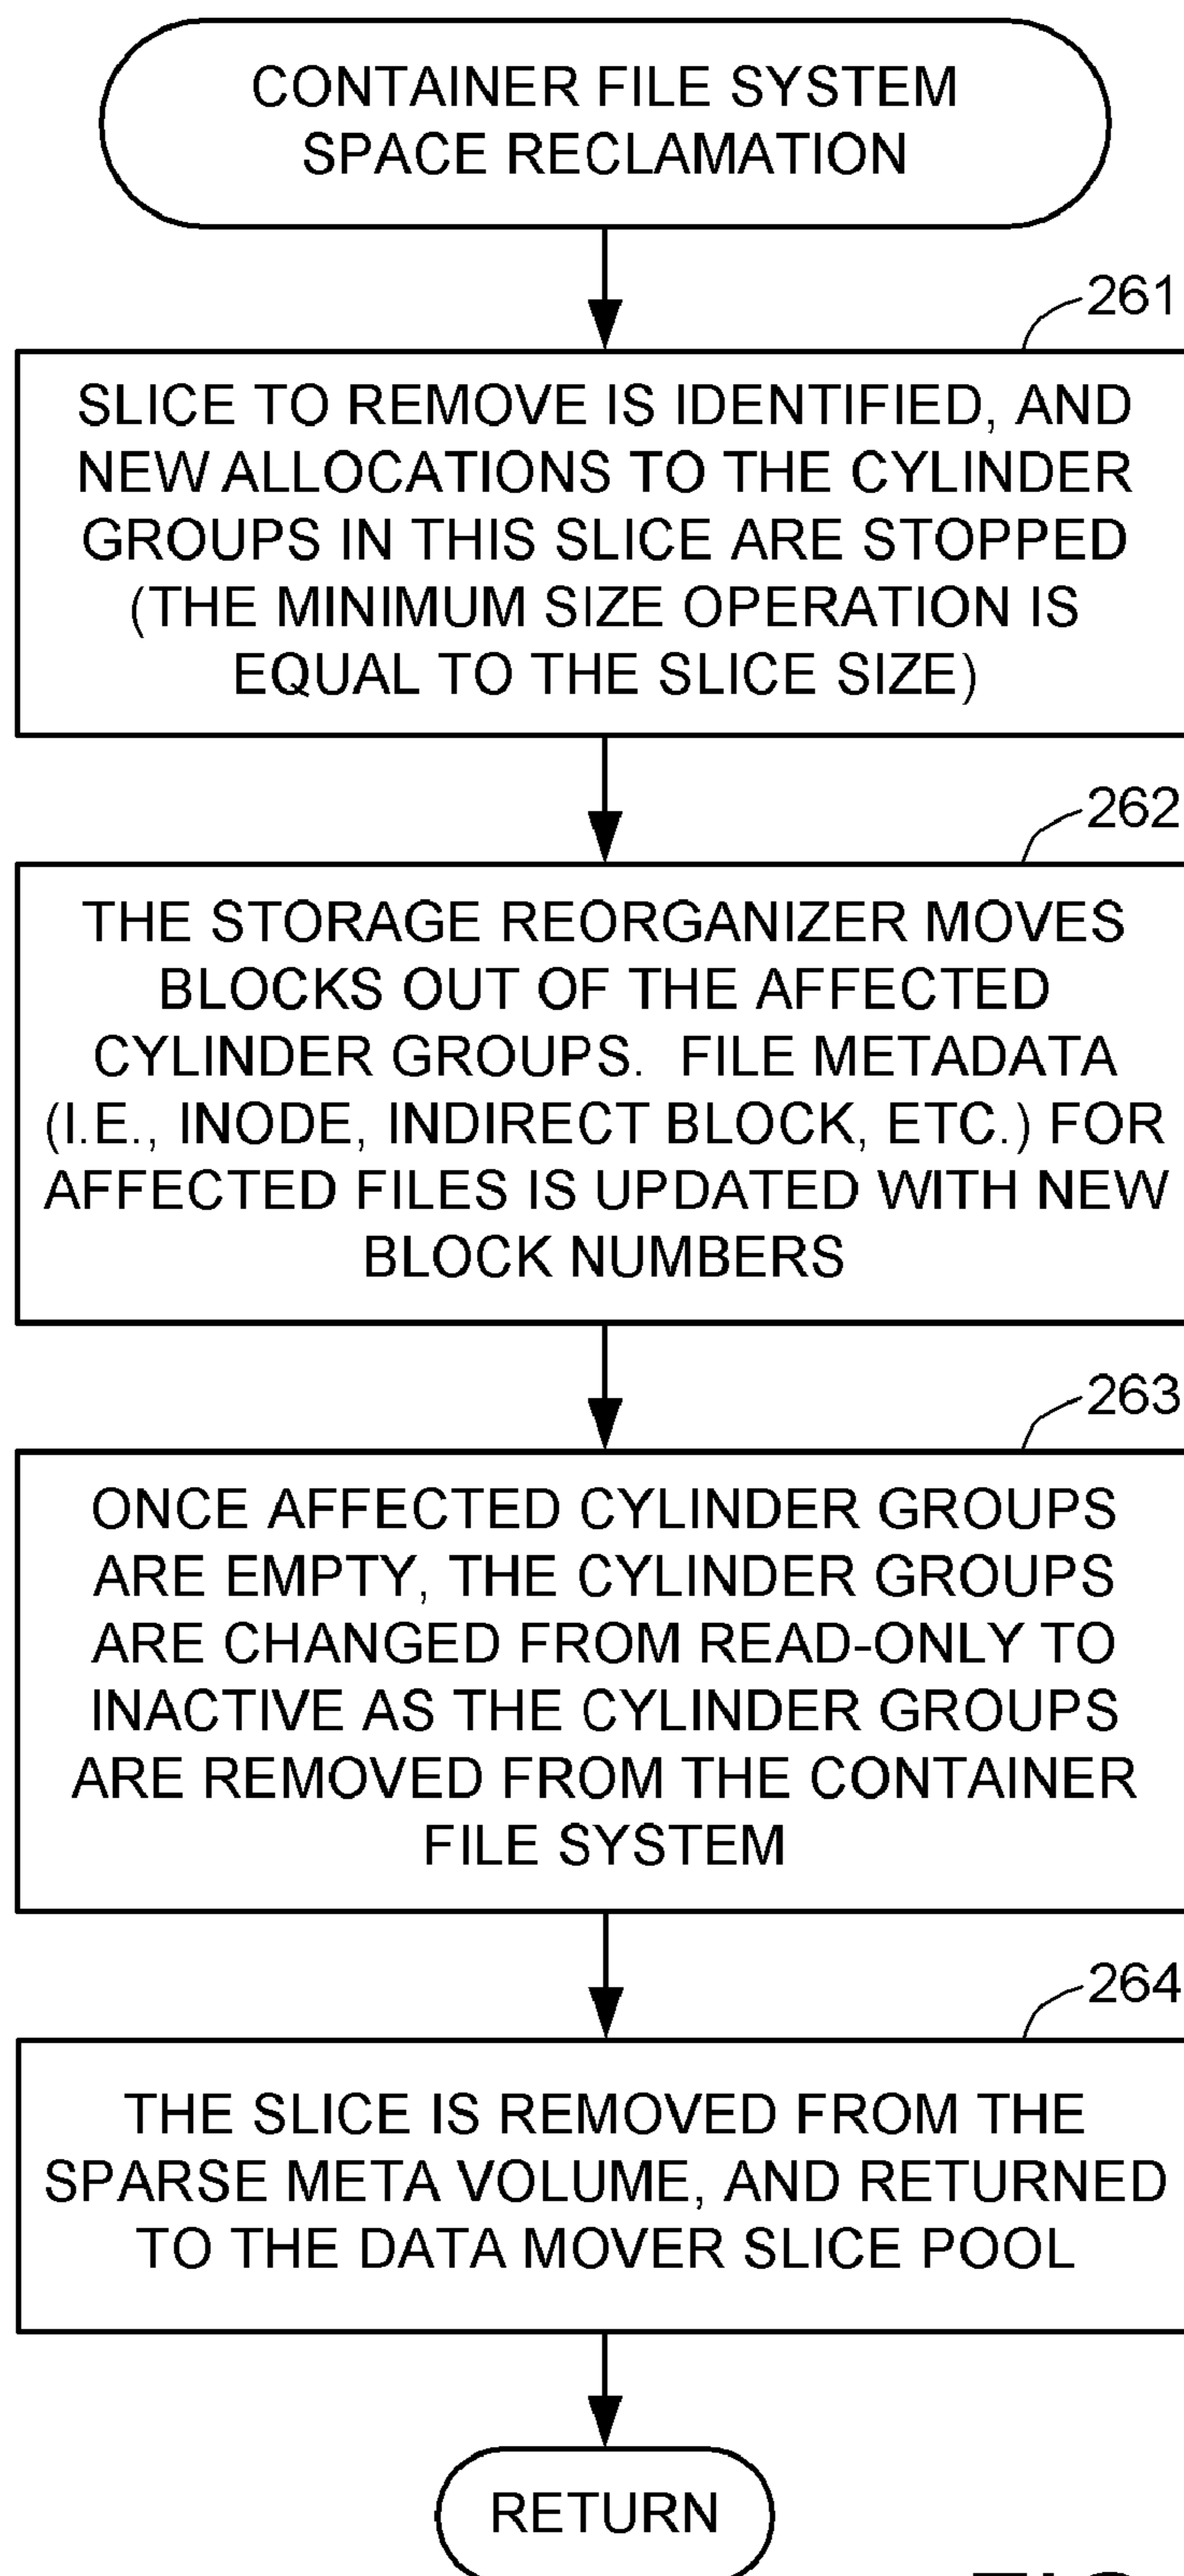 CONTAINER FILE SYSTEM
SPACE RECLAMATION
261
SLICE TO REMOVE IS IDENTIFIED, AND
NEW ALLOCATIONS TO THE CYLINDER
GROUPS IN THIS SLICE ARE STOPPED
(THE MINIMUM SIZE OPERATION IS
EQUAL TO THE SLICE SIZE)
262
THE STORAGE REORGANIZER MOVES
BLOCKS OUT OF THE AFFECTED
CYLINDER GROUPS. FILE METADATA
(I.E., INODE, INDIRECT BLOCK, ETC.) FOR
AFFECTED FILES IS UPDATED WITH NEW
BLOCK NUMBERS
263
ONCE AFFECTED CYLINDER GROUPS
ARE EMPTY, THE CYLINDER GROUPS
ARE CHANGED FROM READ-ONLY TO
INACTIVE AS THE CYLINDER GROUPS
ARE REMOVED FROM THE CONTAINER
FILE SYSTEM
264
THE SLICE IS REMOVED FROM THE
SPARSE META VOLUME, AND RETURNED
TO THE DATA MOVER SLICE POOL
RETURN